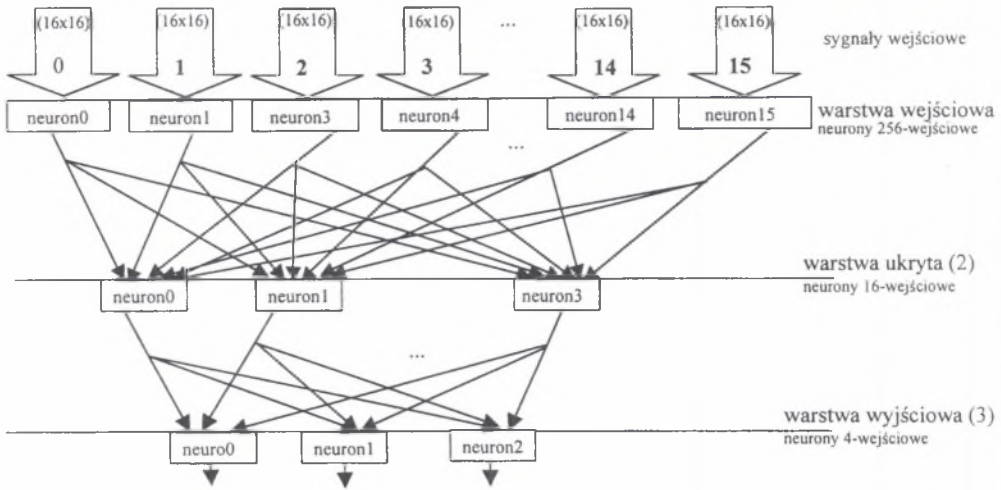 (16x16) (16x16) (16x16) (16x16) ... (16x16) (16x16)
sygnały wejściowe
0 1 2 3 14 15
neuron0 neuron1 neuron3 neuron4 neuron14 neuron15
warstwa wejściowa
neurony 256-wejściowe
...
warstwa ukryta (2)
neurony 16-wejściowe
neuron0 neuron1 neuron3
...
warstwa wyjściowa (3)
neurony 4-wejściowe
neuro0 neuron1 neuron2